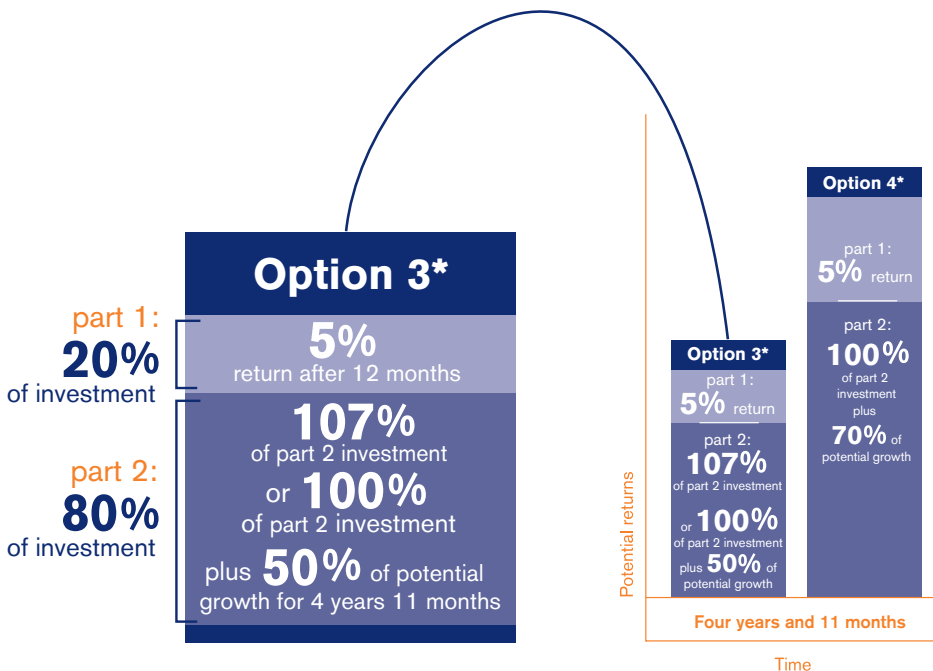 Option 3*
part 1:
20%
of investment
5%
return after 12 months
part 2:
80%
of investment
107%
of part 2 investment
or 100%
of part 2 investment
plus 50% of potential
growth for 4 years 11 months
Potential returns
Option 3*
part 1:
5% return
part 2:
107%
of part 2 investment
or 100%
of part 2 investment
plus 50% of
potential growth
Option 4*
part 1:
5% return
part 2:
100%
of part 2
investment
plus
70% of
potential growth
Four years and 11 months
Time